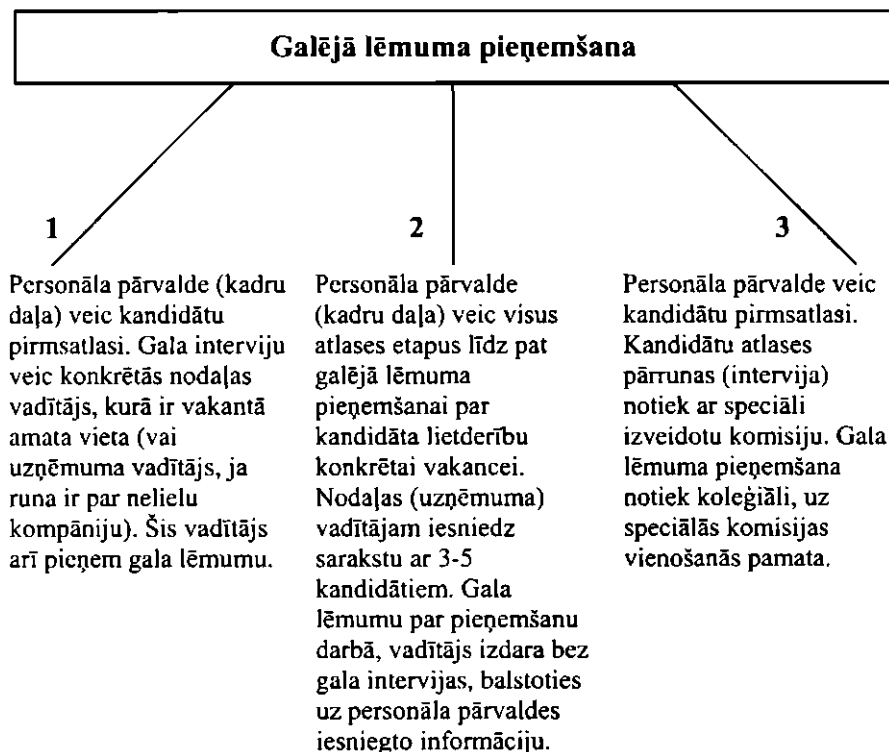 Galējā lēmuma pieņemšana
1
Personāla pārvalde (kadru
daļa) veic kandidātu
pirmsatlasi. Gala interviju
veic konkrētās nodaļas
vadītājs, kurā ir vakantā
amata vieta (vai
uzņēmuma vadītājs, ja
runa ir par nelielu
kompāniju). Šis vadītājs
arī pieņem gala lēmumu.
2
Personāla pārvalde
(kadru daļa) veic visus
atlases etapus līdz pat
galējā lēmuma
pieņemšanai par
kandidāta lietderību
konkrētai vakancei.
Nodaļas (uzņēmuma)
vadītājam iesniedz
sarakstu ar 3-5
kandidātiem. Gala
lēmumu par pieņemšanu
darbā, vadītājs izdara bez
gala intervijas, balstoties
uz personāla pārvaldes
iesniegto informāciju.
3
Personāla pārvalde veic
kandidātu pirmsatlasi.
Kandidātu atlases
pārrunas (intervija)
notiek ar speciāli
izveidotu komisiju. Gala
lēmuma pieņemšana
notiek koleģiāli, uz
speciālās komisijas
vienošanās pamata.